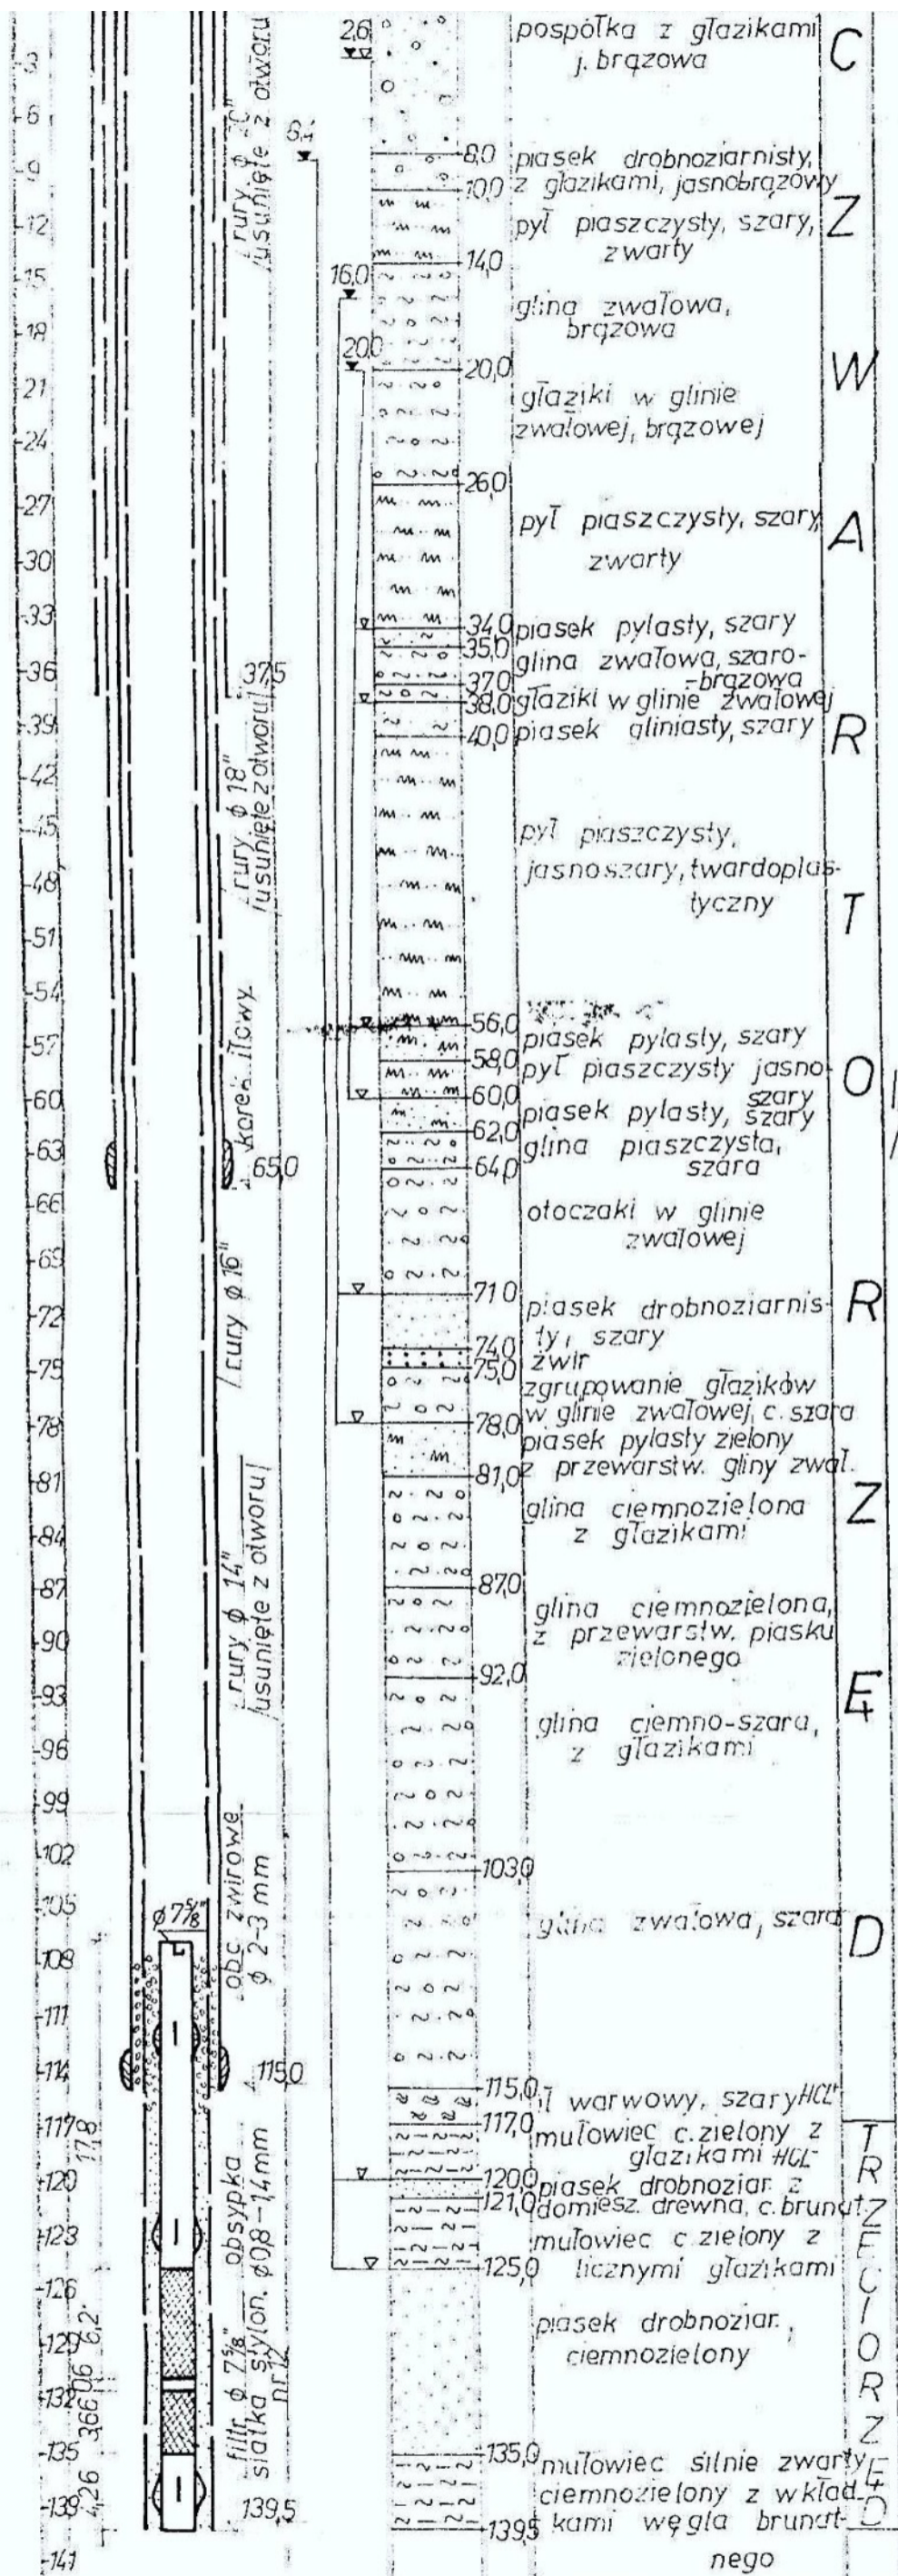 2,6
pospółka z głazikami
j. brązowa
C
-6
-9
-12
-15
-18
-21
-24
-27
-30
-33
-36
-39
-42
-45
-48
-51
-54
-57
-60
-63
-66
-69
-72
-75
-78
-81
-84
-87
-90
-93
-96
-99
-102
-105
-108
-111
-114
-117
-120
-123
-126
-129
-132
-135
-139
-141
17,8
6,2
0,6
3,66
4,26
rury φ
/usunięte z otworu
37,5
/rury φ 18"
/usunięte z otworu/
korek iłowy
65,0
/rury φ 16"
/rury φ 14"
/usunięte z otworu/
obc. żwirowe
φ 2-3 mm
φ 7⅝"
115,0
obsypka
φ0,8-1,4mm
filtr φ 7⅝"
siatka stylon.
nr 12
139,5
16,0
20,0
8,0 piasek drobnoziarnisty,
10,0 z głazikami, jasnobrązowy
Z
pył piaszczysty, szary,
zwarty
14,0
glina zwałowa,
brązowa
W
20,0
głaziki w glinie
zwałowej, brązowej
26,0
A
pył piaszczysty, szary,
zwarty
34,0 piasek pylasty, szary
35,0 glina zwałowa, szaro-
-brązowa
37,0
38,0 głaziki w glinie zwałowej
R
40,0 piasek gliniasty, szary
pył piaszczysty,
jasnoszary, twardoplas-
tyczny
T
56,0
piasek pylasty, szary
58,0 pył piaszczysty jasno-
szary
O
60,0 piasek pylasty, szary
62,0 glina piaszczysta,
szara
64,0
otoczaki w glinie
zwałowej
71,0
R
piasek drobnoziarnis-
ty, szary
74,0 żwir
75,0
zgrupowanie głazików
w glinie zwałowej, c. szara
78,0 piasek pylasty zielony
z przewarstw. gliny zwał.
81,0
Z
glina ciemnozielona
z głazikami
87,0
glina ciemnozielona,
z przewarstw. piasku
zielonego
92,0
Ę
glina ciemno-szara,
z głazikami
103,0
glina zwałowa, szara
D
115,0 ił warwowy, szary HCL+
117,0 mułowiec c.zielony z
głazikami HCL-
120,0 piasek drobnoziar. z
121,0 domiesz. drewna, c. brunat.
mułowiec c.zielony z
licznymi głazikami
125,0
piasek drobnoziar.,
ciemnozielony
135,0 mułowiec silnie zwarty
ciemnozielony z wkład-
kami węgla brunat-
139,5
nego
T
R
Z
E
C
I
O
R
Z
Ę
D